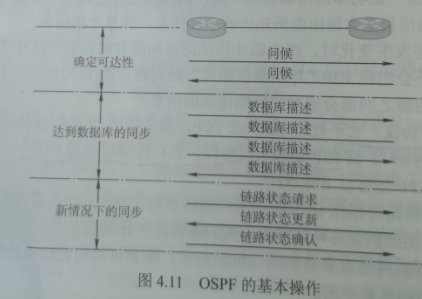 确定可达性
问候
问候
达到数据库的同步
数据库描述
数据库描述
数据库描述
数据库描述
新情况下的同步
链路状态请求
链路状态更新
链路状态确认
图 4.11 OSPF 的基本操作